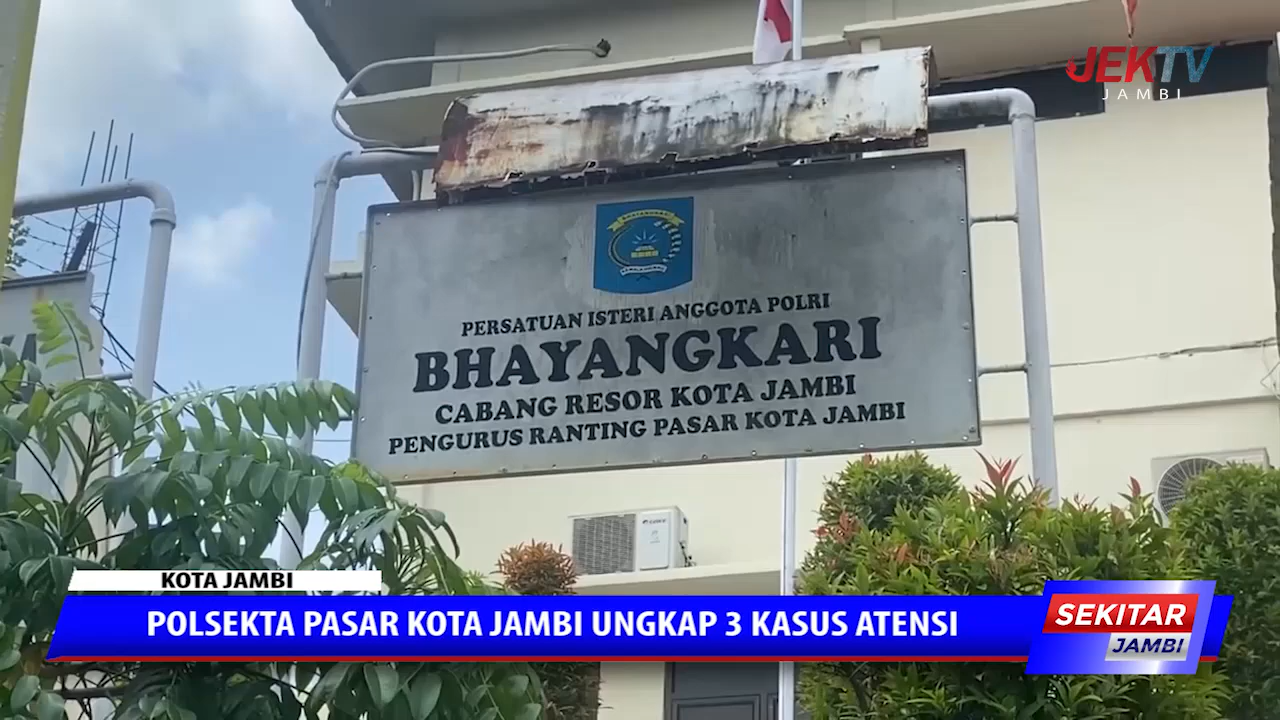 JEKTV
JAMBI
BHAYANGKARI
PERSATUAN ISTERI ANGGOTA POLRI
BHAYANGKARI
CABANG RESOR KOTA JAMBI
PENGURUS RANTING PASAR KOTA JAMBI
KOTA JAMBI
POLSEKTA PASAR KOTA JAMBI UNGKAP 3 KASUS ATENSI
SEKITAR
JAMBI